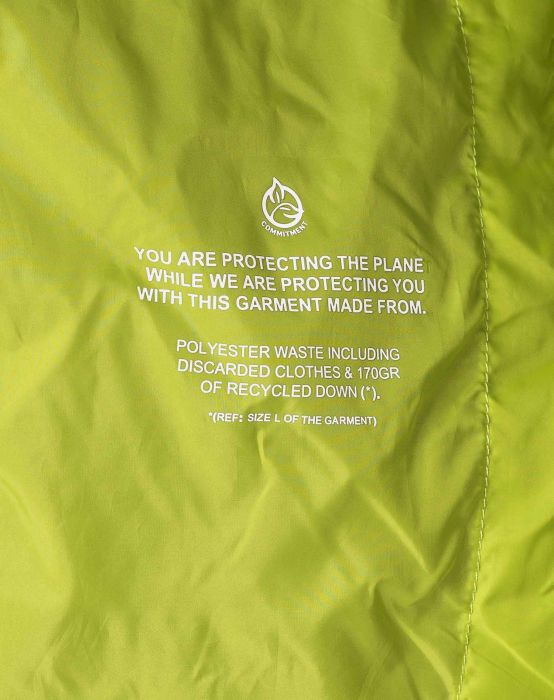 COMMITMENT
YOU ARE PROTECTING THE PLANE
WHILE WE ARE PROTECTING YOU
WITH THIS GARMENT MADE FROM.
POLYESTER WASTE INCLUDING
DISCARDED CLOTHES & 170GR
OF RECYCLED DOWN (*).
*(REF: SIZE L OF THE GARMENT)